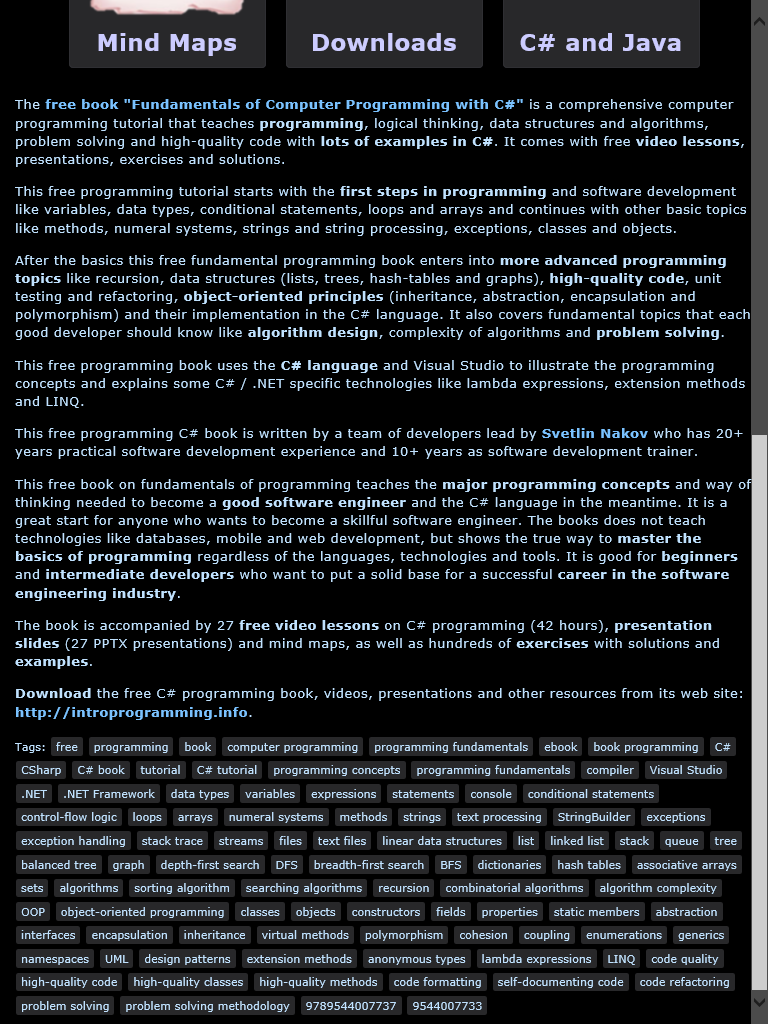 Mind Maps
Downloads
C# and Java
The free book "Fundamentals of Computer Programming with C#" is a comprehensive computer
programming tutorial that teaches programming, logical thinking, data structures and algorithms,
problem solving and high-quality code with lots of examples in C#. It comes with free video lessons,
presentations, exercises and solutions.
This free programming tutorial starts with the first steps in programming and software development
like variables, data types, conditional statements, loops and arrays and continues with other basic topics
like methods, numeral systems, strings and string processing, exceptions, classes and objects.
After the basics this free fundamental programming book enters into more advanced programming
topics like recursion, data structures (lists, trees, hash-tables and graphs), high-quality code, unit
testing and refactoring, object-oriented principles (inheritance, abstraction, encapsulation and
polymorphism) and their implementation in the C# language. It also covers fundamental topics that each
good developer should know like algorithm design, complexity of algorithms and problem solving.
This free programming book uses the C# language and Visual Studio to illustrate the programming
concepts and explains some C# / .NET specific technologies like lambda expressions, extension methods
and LINQ.
This free programming C# book is written by a team of developers lead by Svetlin Nakov who has 20+
years practical software development experience and 10+ years as software development trainer.
This free book on fundamentals of programming teaches the major programming concepts and way of
thinking needed to become a good software engineer and the C# language in the meantime. It is a
great start for anyone who wants to become a skillful software engineer. The books does not teach
technologies like databases, mobile and web development, but shows the true way to master the
basics of programming regardless of the languages, technologies and tools. It is good for beginners
and intermediate developers who want to put a solid base for a successful career in the software
engineering industry.
The book is accompanied by 27 free video lessons on C# programming (42 hours), presentation
slides (27 PPTX presentations) and mind maps, as well as hundreds of exercises with solutions and
examples.
Download the free C# programming book, videos, presentations and other resources from its web site:
http://introprogramming.info.
Tags: free programming book computer programming programming fundamentals ebook book programming C#
CSharp C# book tutorial C# tutorial programming concepts programming fundamentals compiler Visual Studio
.NET .NET Framework data types variables expressions statements console conditional statements
control-flow logic loops arrays numeral systems methods strings text processing StringBuilder exceptions
exception handling stack trace streams files text files linear data structures list linked list stack queue tree
balanced tree graph depth-first search DFS breadth-first search BFS dictionaries hash tables associative arrays
sets algorithms sorting algorithm searching algorithms recursion combinatorial algorithms algorithm complexity
OOP object-oriented programming classes objects constructors fields properties static members abstraction
interfaces encapsulation inheritance virtual methods polymorphism cohesion coupling enumerations generics
namespaces UML design patterns extension methods anonymous types lambda expressions LINQ code quality
high-quality code high-quality classes high-quality methods code formatting self-documenting code code refactoring
problem solving problem solving methodology 9789544007737 9544007733